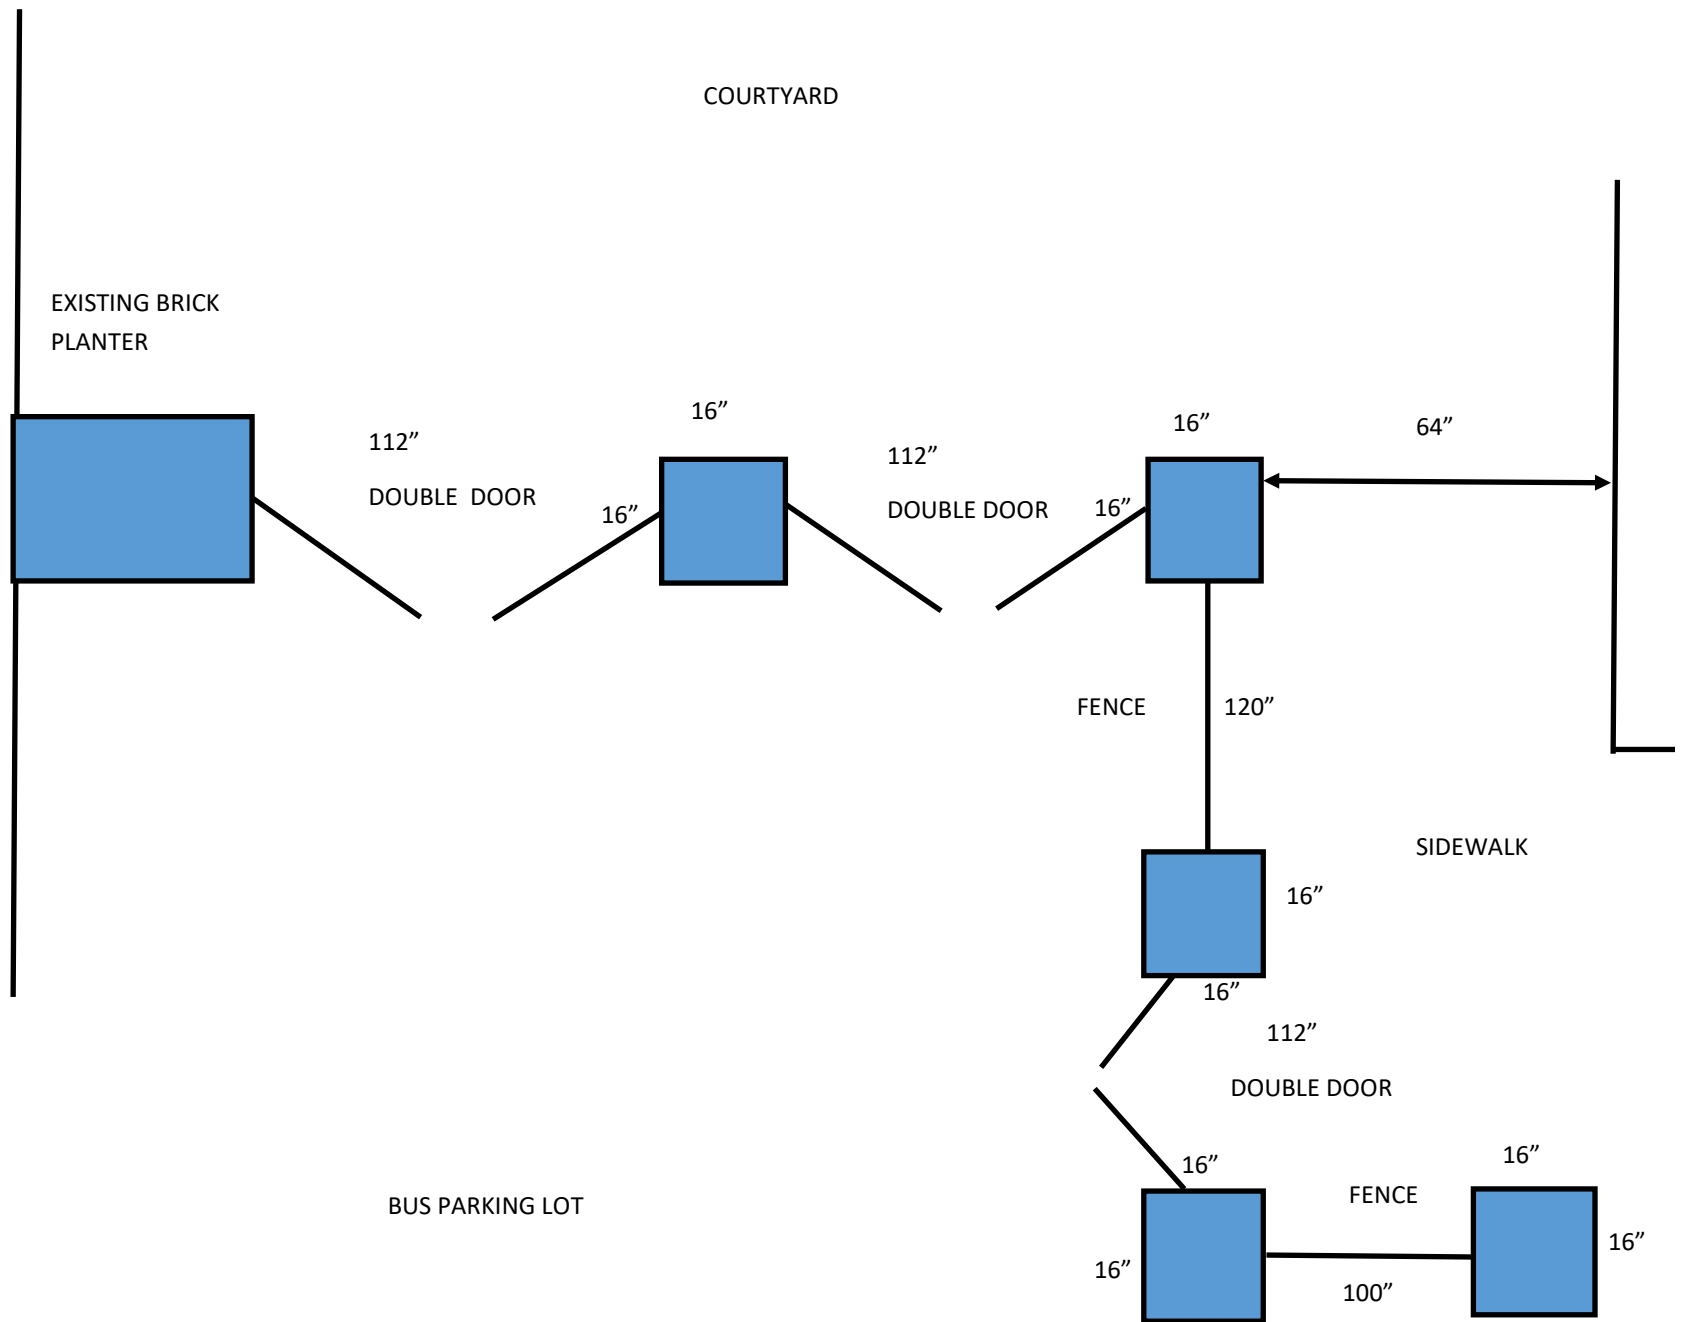 COURTYARD
EXISTING BRICK
PLANTER
16”
16”
64”
112”
112”
DOUBLE  DOOR
DOUBLE DOOR
16”
16”
FENCE
120”
SIDEWALK
16”
16”
112”
DOUBLE DOOR
16”
16”
FENCE
BUS PARKING LOT
16”
16”
100”